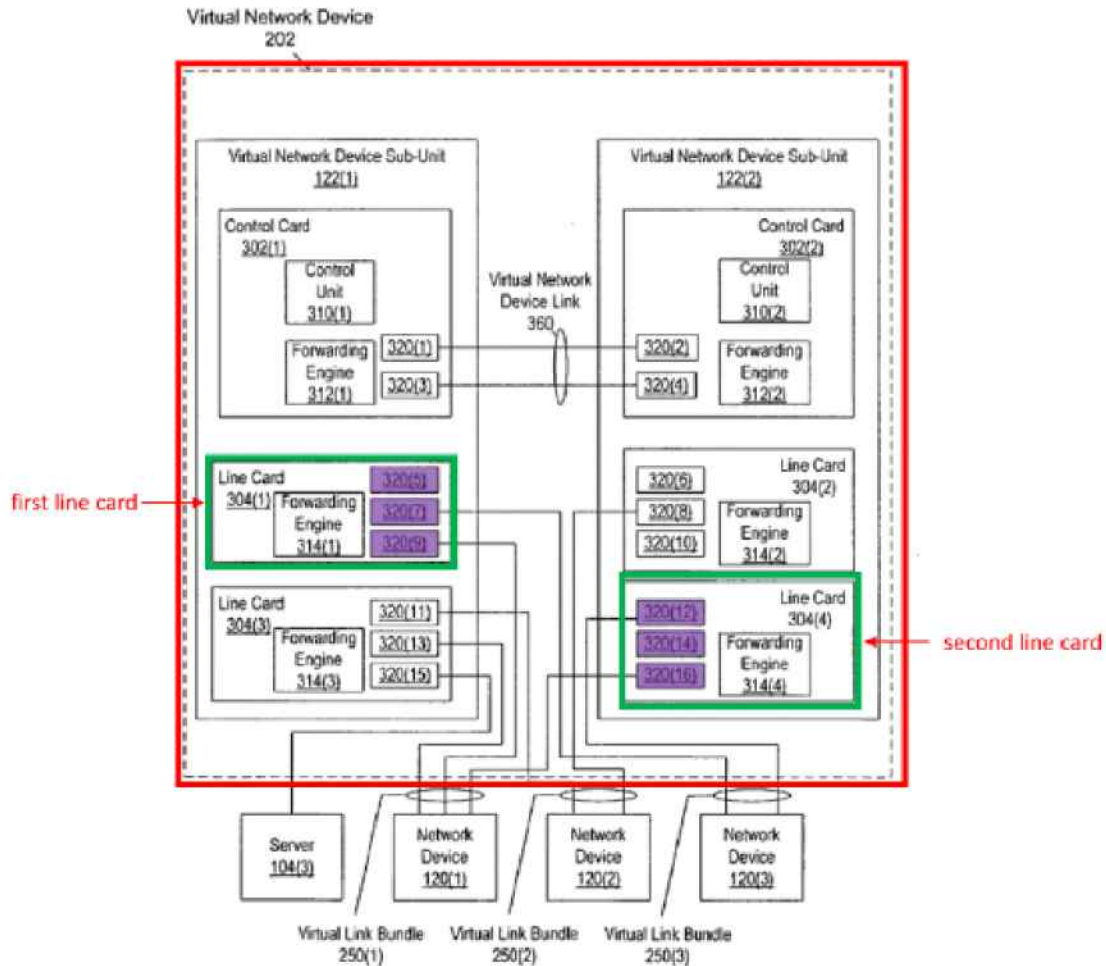 Virtual Network Device
202
Virtual Network Device Sub-Unit
122(1)
Control Card
302(1)
Control
Unit
310(1)
Forwarding
Engine
312(1)
320(1)
320(3)
Virtual Network
Device Link
360
Virtual Network Device Sub-Unit
122(2)
Control Card
302(2)
Control
Unit
310(2)
320(2)
320(4)
Forwarding
Engine
312(2)
first line card
Line Card
304(1)
Forwarding
Engine
314(1)
320(5)
320(7)
320(9)
Line Card
304(2)
320(6)
320(8)
320(10)
Forwarding
Engine
314(2)
Line Card
304(3)
Forwarding
Engine
314(3)
320(11)
320(13)
320(15)
Line Card
304(4)
320(12)
320(14)
320(16)
Forwarding
Engine
314(4)
second line card
Server
104(3)
Network
Device
120(1)
Network
Device
120(2)
Network
Device
120(3)
Virtual Link Bundle
250(1)
Virtual Link Bundle
250(2)
Virtual Link Bundle
250(3)